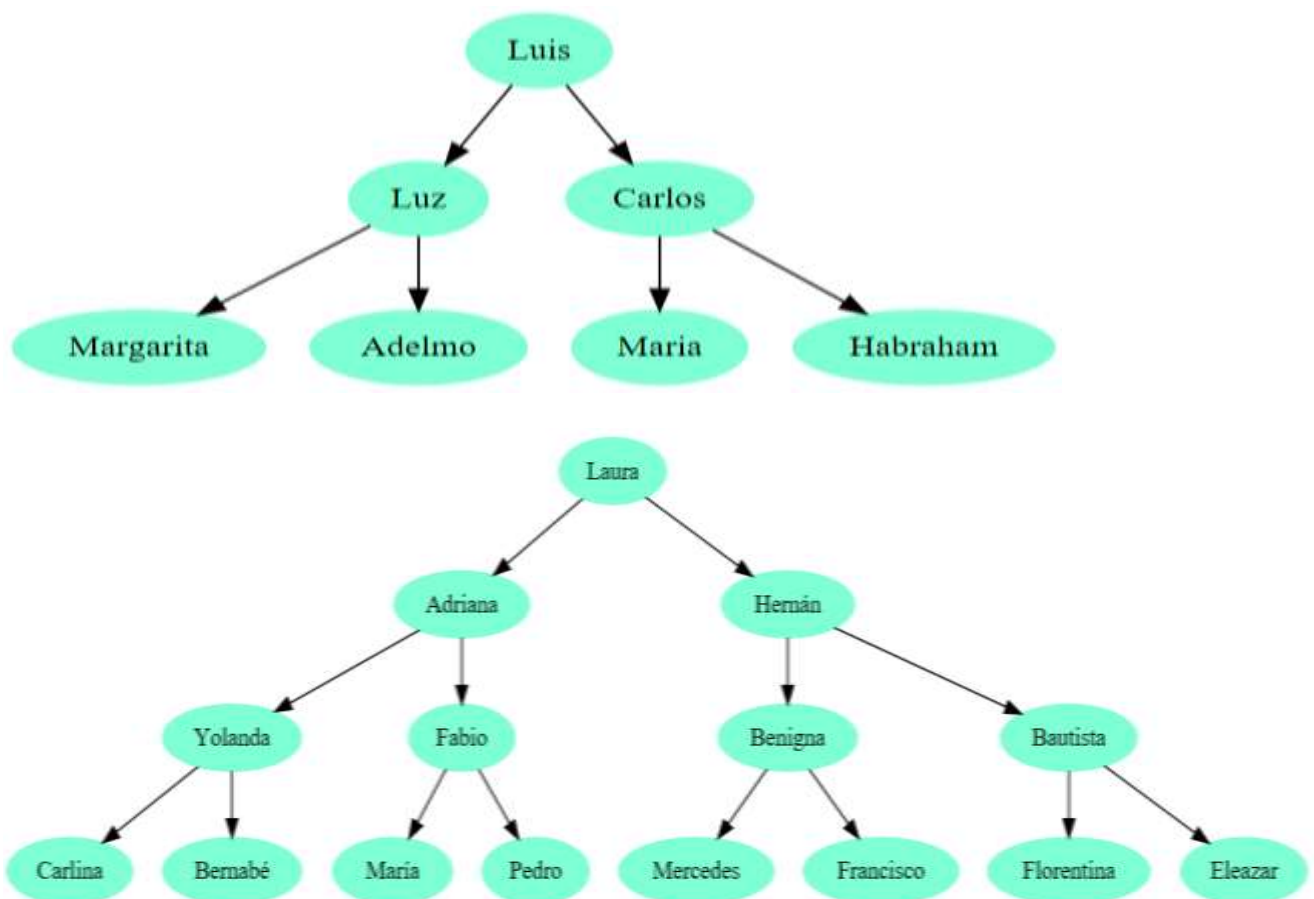 Luis
Luz Carlos
Margarita Adelmo Maria Habraham
Laura
Adriana Hernán
Yolanda Fabio Benigna Bautista
Carlina Bernabé María Pedro Mercedes Francisco Florentina Eleazar